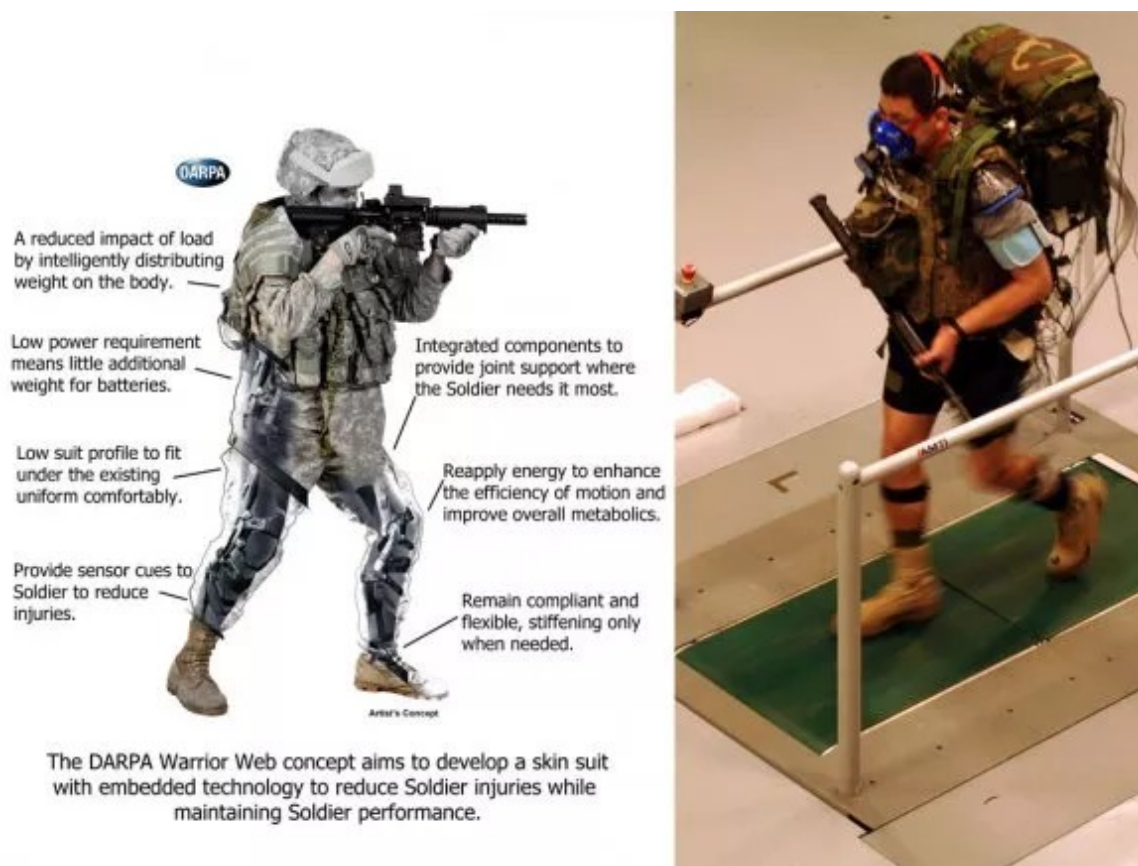 DARPA
A reduced impact of load
by intelligently distributing
weight on the body.
Low power requirement
means little additional
weight for batteries.
Low suit profile to fit
under the existing
uniform comfortably.
Provide sensor cues to
Soldier to reduce
injuries.
Integrated components to
provide joint support where
the Soldier needs it most.
Reapply energy to enhance
the efficiency of motion and
improve overall metabolics.
Remain compliant and
flexible, stiffening only
when needed.
Artist's Concept
The DARPA Warrior Web concept aims to develop a skin suit
with embedded technology to reduce Soldier injuries while
maintaining Soldier performance.